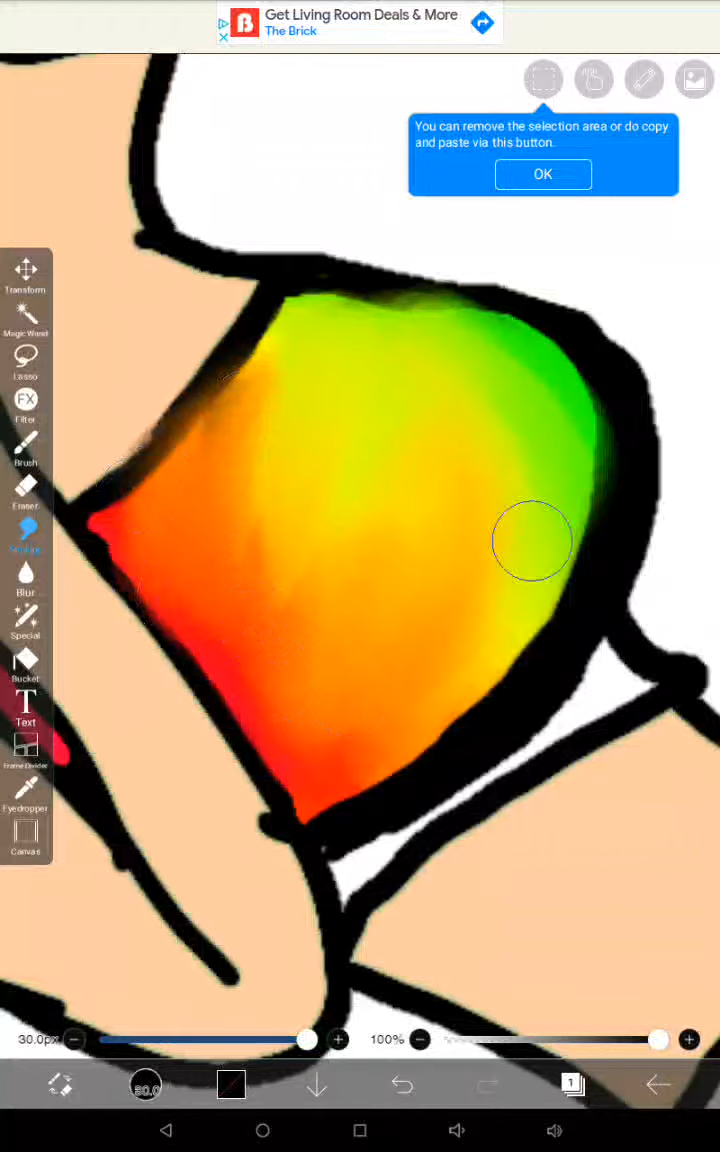 Get Living Room Deals & More
B
The Brick
You can remove the selection area or do copy
and paste via this button.
OK
Transform
Magic Wand
Lasso
FX
Filter
Brush
Eraser
Blur
Special
Bucket
T
Text
Frame Divider
Eyedropper
Canvas
30.0px
100%
30.0
1